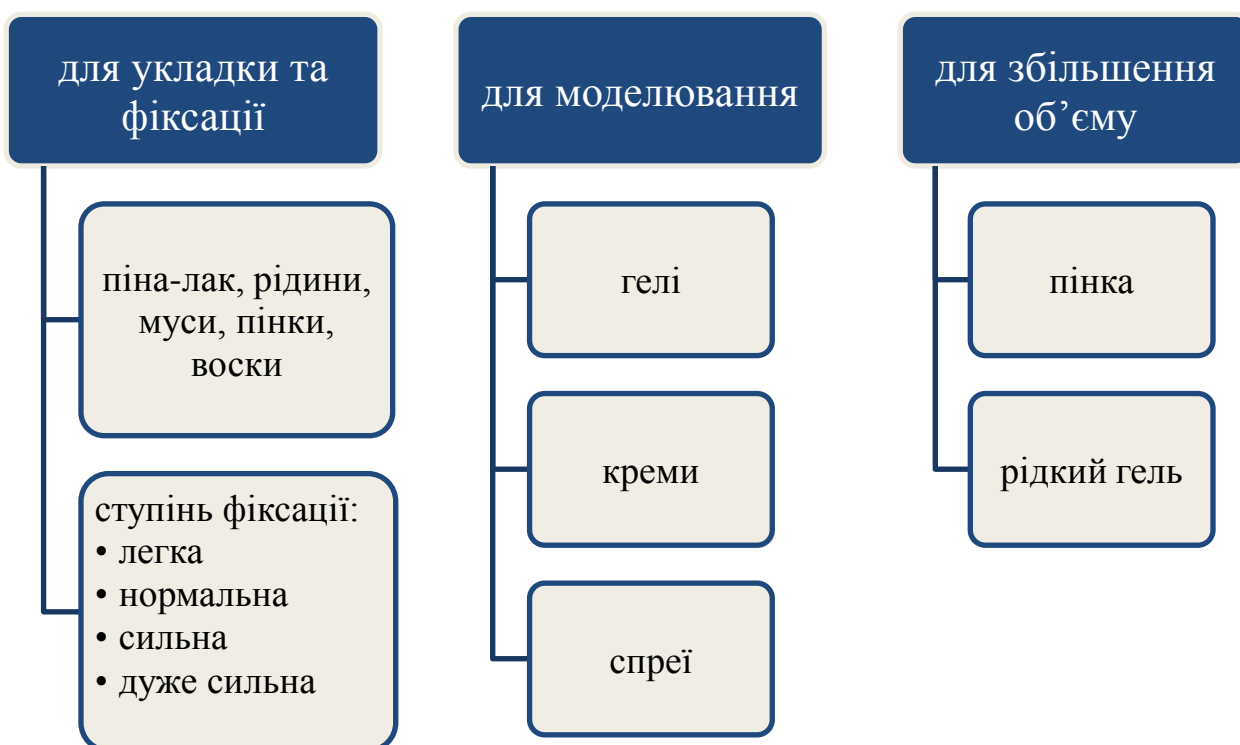 для укладки та
фіксації
піна-лак, рідини,
муси, пінки,
воски
ступінь фіксації:
• легка
• нормальна
• сильна
• дуже сильна
для моделювання
гелі
креми
спреї
для збільшення
об’єму
пінка
рідкий гель